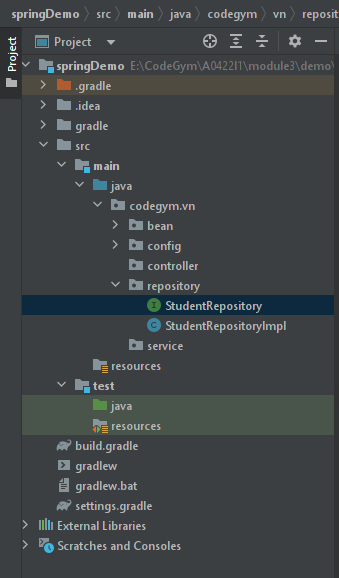 springDemo > src > main > java > codegym > vn > reposit
Project
Project
springDemo E:\CodeGym\A0422I1\module3\demo\
.gradle
.idea
gradle
src
main
java
codegym.vn
bean
config
controller
repository
StudentRepository
StudentRepositoryImpl
service
resources
test
java
resources
build.gradle
gradlew
gradlew.bat
settings.gradle
External Libraries
Scratches and Consoles